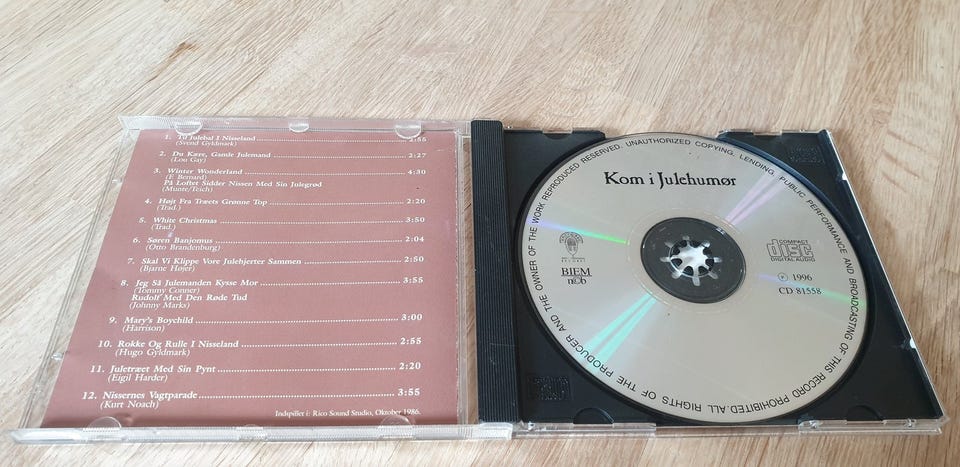 1. Til Julebal I Nisseland 2:55
(Svend Gyldmark)
2. Du Kære, Gamle Julemand 2:27
(Lou Gay)
3. Winter Wonderland 4:30
(F. Bernard)
På Loftet Sidder Nissen Med Sin Julegrød
(Munte/Teich)
4. Højt Fra Træets Grønne Top 2:20
(Trad.)
5. White Christmas 3:50
(Trad.)
6. Søren Banjomus 2:04
(Otto Brandenburg)
7. Skal Vi Klippe Vore Julehjerter Sammen 2:50
(Bjarne Højer)
8. Jeg Så Julemanden Kysse Mor 3:55
(Tommy Conner)
Rudolf Med Den Røde Tud
(Johnny Marks)
9. Mary's Boychild 3:00
(Harrison)
10. Rokke Og Rulle I Nisseland 2:55
(Hugo Gyldmark)
11. Juletræet Med Sin Pynt 2:20
(Eigil Harder)
12. Nissernes Vagtparade 3:55
(Kurt Noach)
Indspillet i: Rico Sound Studio, Oktober 1986.
Kom i Julehumør
BIEM
n©b
COMPACT
disc
DIGITAL AUDIO
℗ 1996
CD 81558
ALL RIGHTS OF THE PRODUCER AND THE OWNER OF THE WORK REPRODUCED RESERVED. UNAUTHORIZED COPYING, LENDING, PUBLIC PERFORMANCE AND BROADCASTING OF THIS RECORD PROHIBITED.